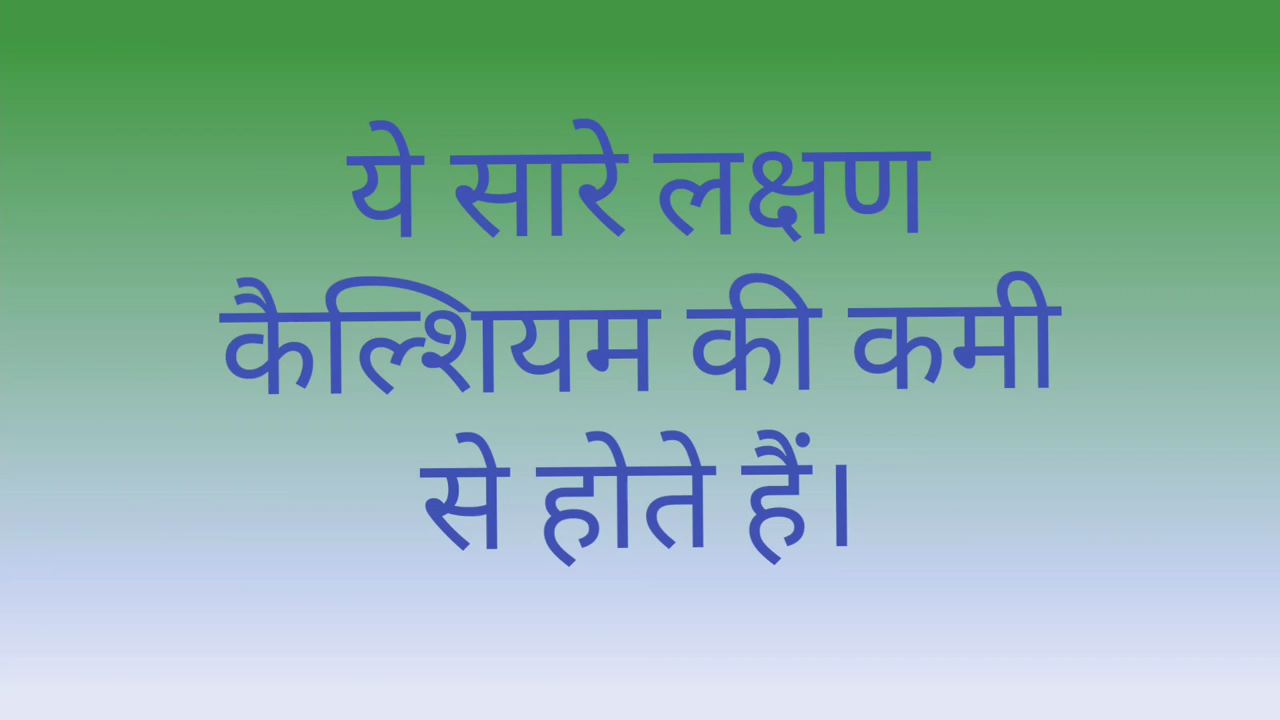 ये सारे लक्षण
कैल्शियम की कमी
से होते हैं।